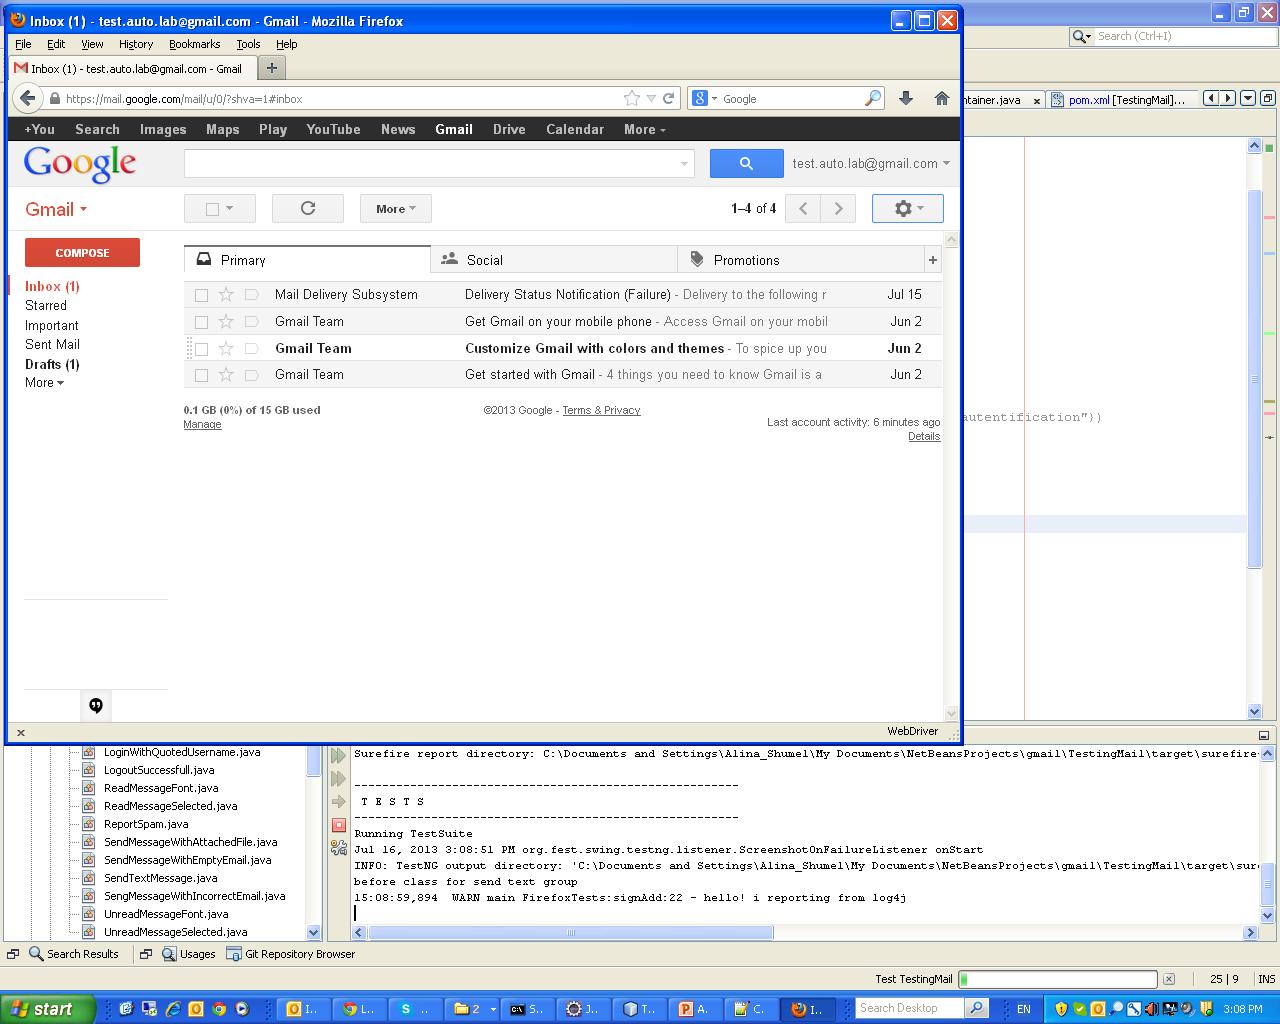 Inbox (1) - test.auto.lab@gmail.com - Gmail - Mozilla Firefox
File Edit View History Bookmarks Tools Help
Search (Ctrl+I)
Inbox (1) - test.auto.lab@gmail.com - Gmail +
https://mail.google.com/mail/u/0/?shva=1#inbox Google
ntainer.java pom.xml [TestingMail]...
+You Search Images Maps Play YouTube News Gmail Drive Calendar More
Google test.auto.lab@gmail.com
Gmail More 1–4 of 4
COMPOSE
Primary Social Promotions +
Inbox (1)
Starred
Important
Sent Mail
Drafts (1)
More
Mail Delivery Subsystem Delivery Status Notification (Failure) - Delivery to the following r Jul 15
Gmail Team Get Gmail on your mobile phone - Access Gmail on your mobil Jun 2
Gmail Team Customize Gmail with colors and themes - To spice up you Jun 2
Gmail Team Get started with Gmail - 4 things you need to know Gmail is a Jun 2
0.1 GB (0%) of 15 GB used ©2013 Google - Terms & Privacy
Manage
Last account activity: 6 minutes ago
Details
autentification"})
x WebDriver
LoginWithQuotedUsername.java
LogoutSuccessfull.java
ReadMessageFont.java
ReadMessageSelected.java
ReportSpam.java
SendMessageWithAttachedFile.java
SendMessageWithEmptyEmail.java
SendTextMessage.java
SengMessageWithIncorrectEmail.java
UnreadMessageFont.java
UnreadMessageSelected.java
Surefire report directory: C:\Documents and Settings\Alina_Shumel\My Documents\NetBeansProjects\gmail\TestingMail\target\surefire-
-------------------------------------------------------
T E S T S
-------------------------------------------------------
Running TestSuite
Jul 16, 2013 3:08:51 PM org.fest.swing.testng.listener.ScreenshotOnFailureListener onStart
INFO: TestNG output directory: 'C:\Documents and Settings\Alina_Shumel\My Documents\NetBeansProjects\gmail\TestingMail\target\sure
before class for send text group
15:08:59,894 WARN main FirefoxTests:signAdd:22 - hello! i reporting from log4j
Search Results Usages Git Repository Browser
Test TestingMail 25 | 9 INS
start I.. L.. .. 2 S.. J.. T.. A.. C.. I.. Search Desktop EN 3:08 PM